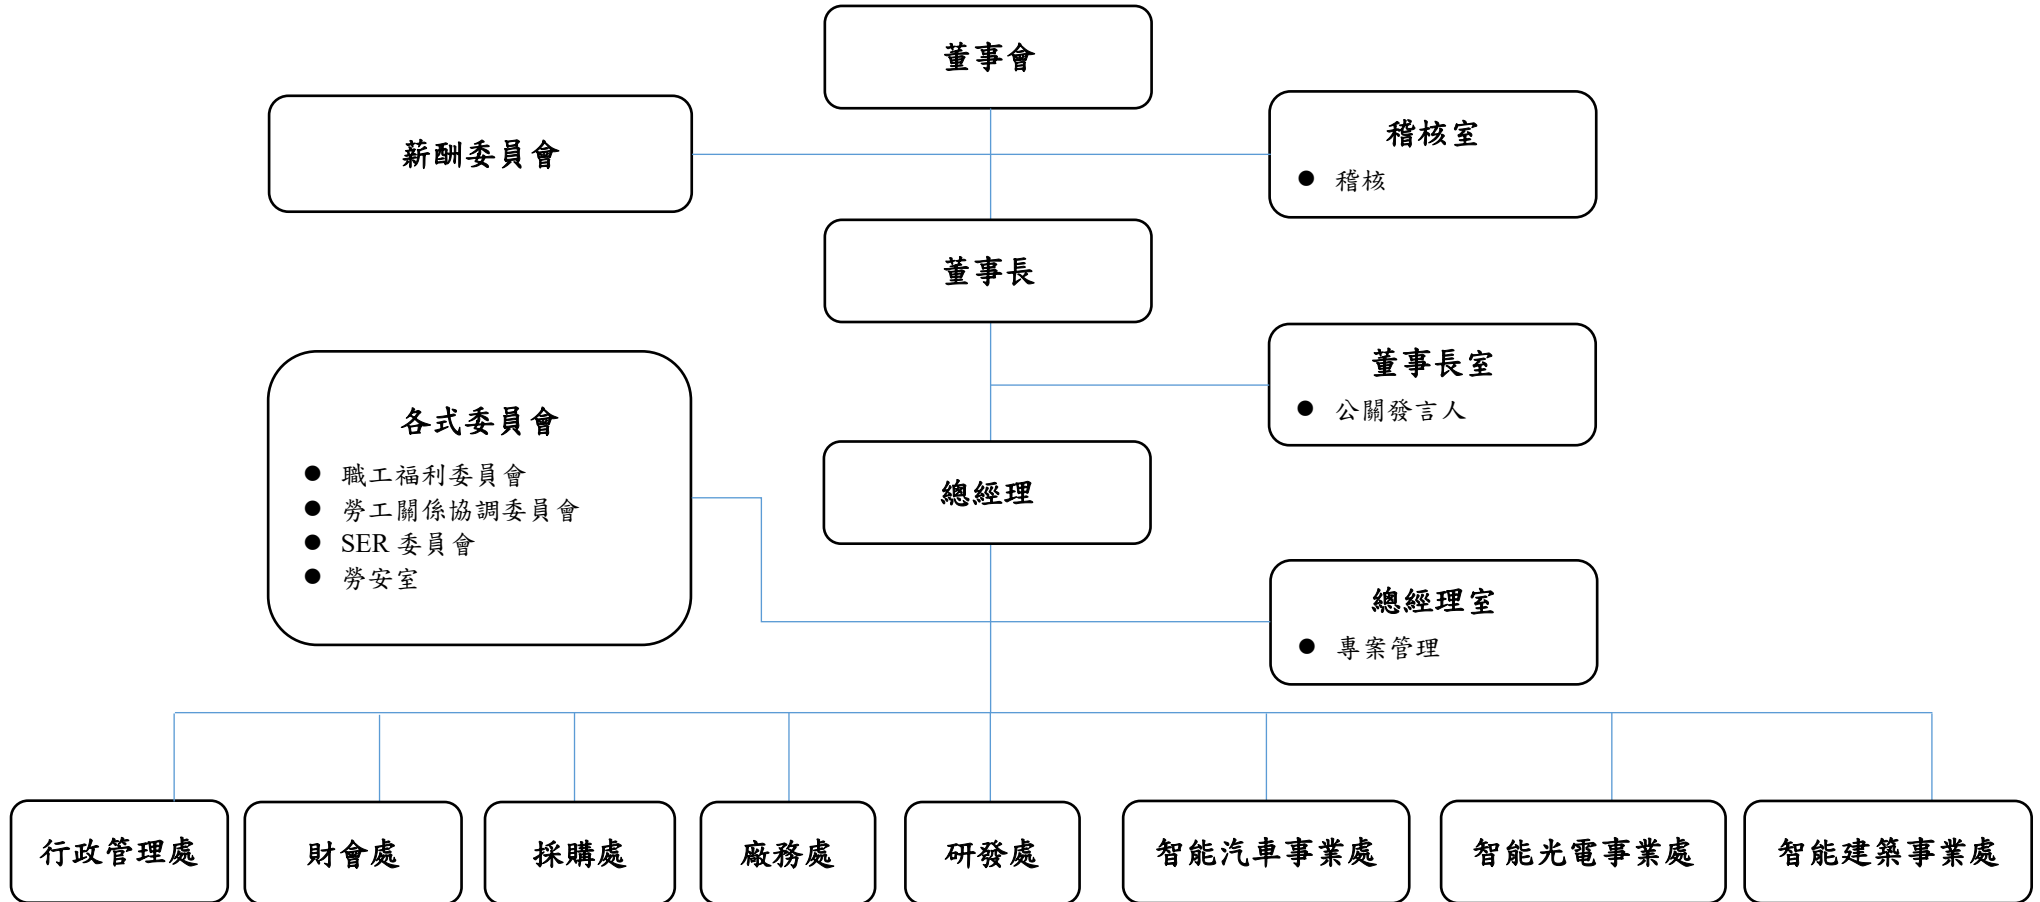 董事會
薪酬委員會
稽核室
● 稽核
董事長
董事長室
● 公關發言人
各式委員會
● 職工福利委員會
● 勞工關係協調委員會
● SER 委員會
● 勞安室
總經理
總經理室
● 專案管理
行政管理處
財會處
採購處
廠務處
研發處
智能汽車事業處
智能光電事業處
智能建築事業處